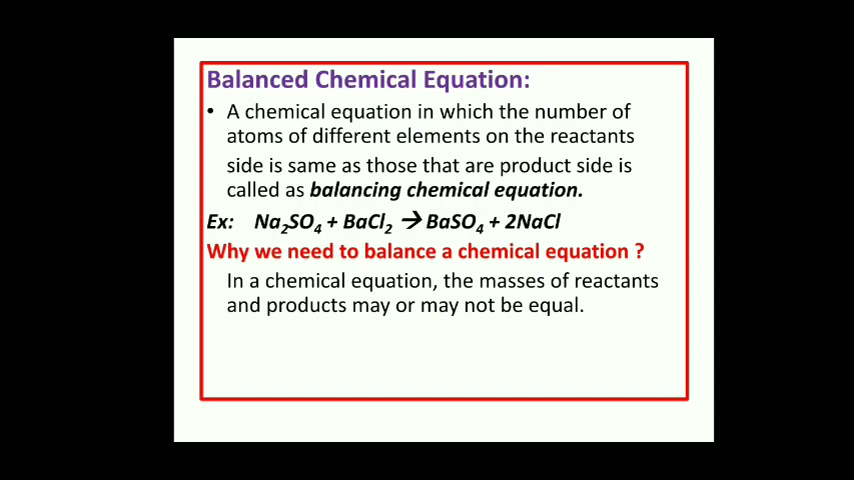 Balanced Chemical Equation:
• A chemical equation in which the number of
atoms of different elements on the reactants
side is same as those that are product side is
called as balancing chemical equation.
Ex: Na₂SO₄ + BaCl₂ → BaSO₄ + 2NaCl
Why we need to balance a chemical equation ?
In a chemical equation, the masses of reactants
and products may or may not be equal.